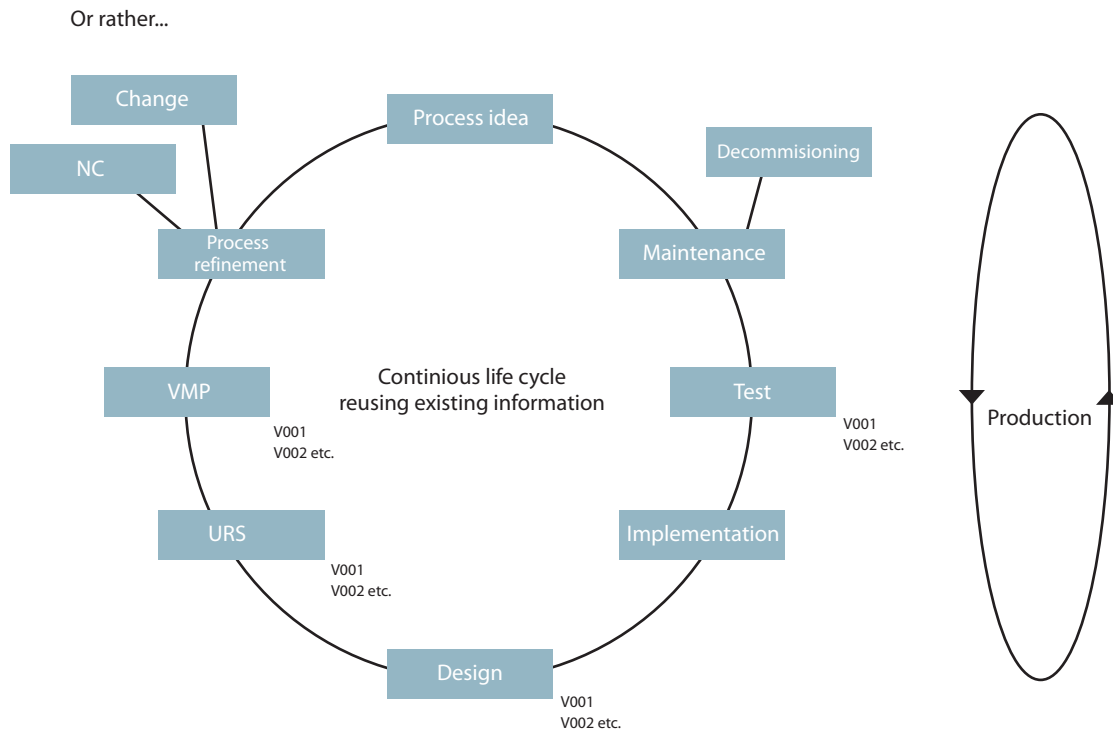 Or rather...
Change
Process idea
NC
Decommisioning
Process
refinement
Maintenance
Continious life cycle
reusing existing information
VMP
V001
V002 etc.
Test
V001
V002 etc.
Production
URS
V001
V002 etc.
Implementation
Design
V001
V002 etc.